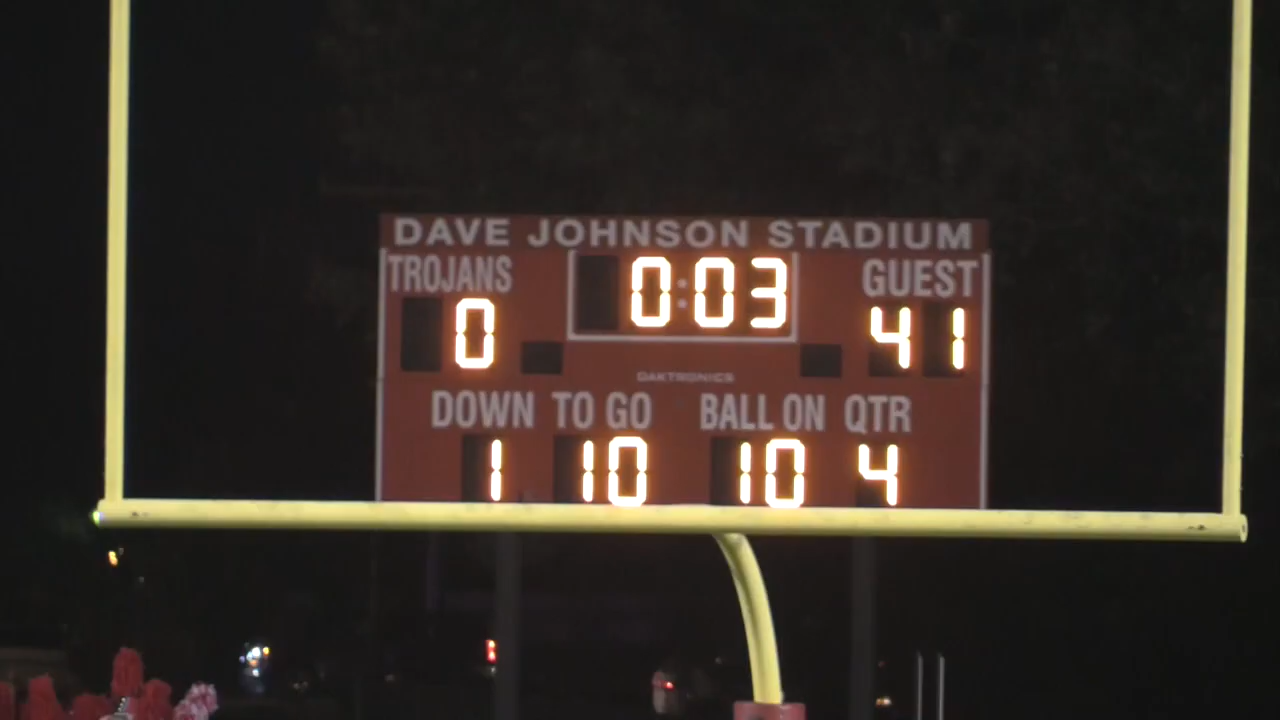 DAVE JOHNSON STADIUM
TROJANS 0:03 GUEST
0 41
DAKTRONICS
DOWN TO GO BALL ON QTR
1 10 10 4